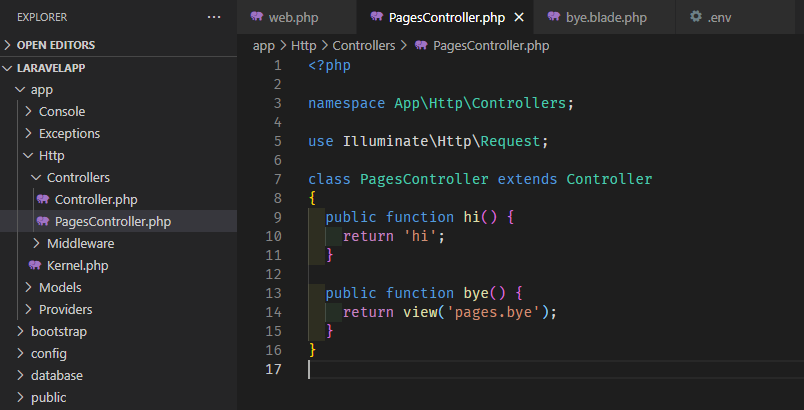 EXPLORER
OPEN EDITORS
LARAVELAPP
app
Console
Exceptions
Http
Controllers
Controller.php
PagesController.php
Middleware
Kernel.php
Models
Providers
bootstrap
config
database
public
web.php PagesController.php bye.blade.php .env
app > Http > Controllers > PagesController.php
1 <?php
2
3 namespace App\Http\Controllers;
4
5 use Illuminate\Http\Request;
6
7 class PagesController extends Controller
8 {
9   public function hi() {
10     return 'hi';
11   }
12
13   public function bye() {
14     return view('pages.bye');
15   }
16 }
17